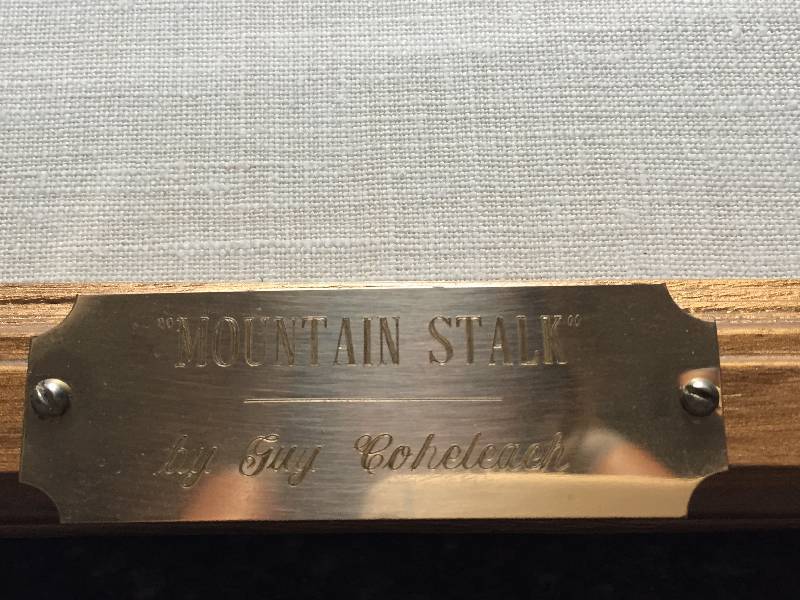 "MOUNTAIN STALK"
by Guy Coheleach